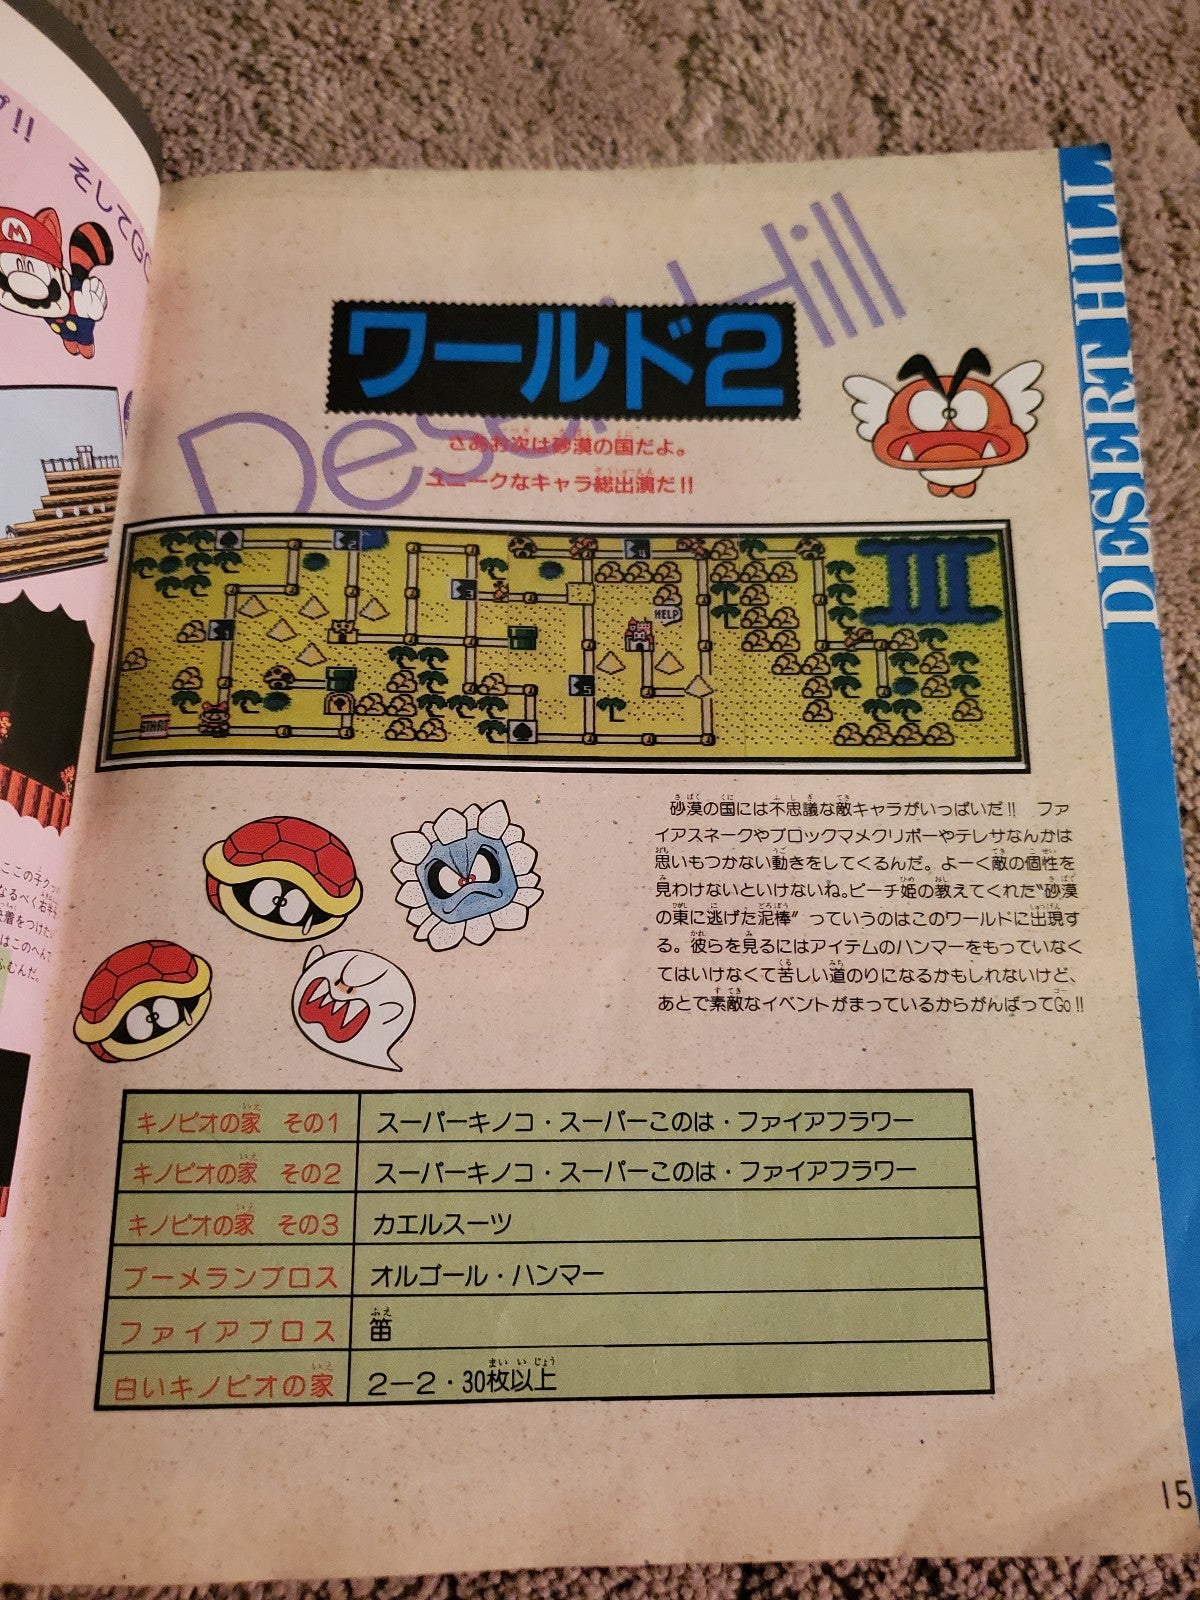 そして
M
Desert Hill
ワールド2
さあお次は砂漠の国だよ。
ユニークなキャラ総出演だ!!
DESERT HILL
2
4
3
HELP
1
5
START
III
砂漠の国には不思議な敵キャラがいっぱいだ!! ファ
イアスネークやブロックマメクリボーやテレサなんかは
思いもつかない動きをしてくるんだ。よーく敵の個性を
見わけないといけないね。ピーチ姫の教えてくれた〝砂漠
の東に逃げた泥棒〟っていうのはこのワールドに出現す
る。彼らを見るにはアイテムのハンマーをもっていなく
てはいけなくて苦しい道のりになるかもしれないけど、
あとで素敵なイベントがまっているからがんばってGo!!
キノピオの家 その1 スーパーキノコ・スーパーこのは・ファイアフラワー
キノピオの家 その2 スーパーキノコ・スーパーこのは・ファイアフラワー
キノピオの家 その3 カエルスーツ
ブーメランブロス オルゴール・ハンマー
ファイアブロス 笛
白いキノピオの家 2−2・30枚以上
15